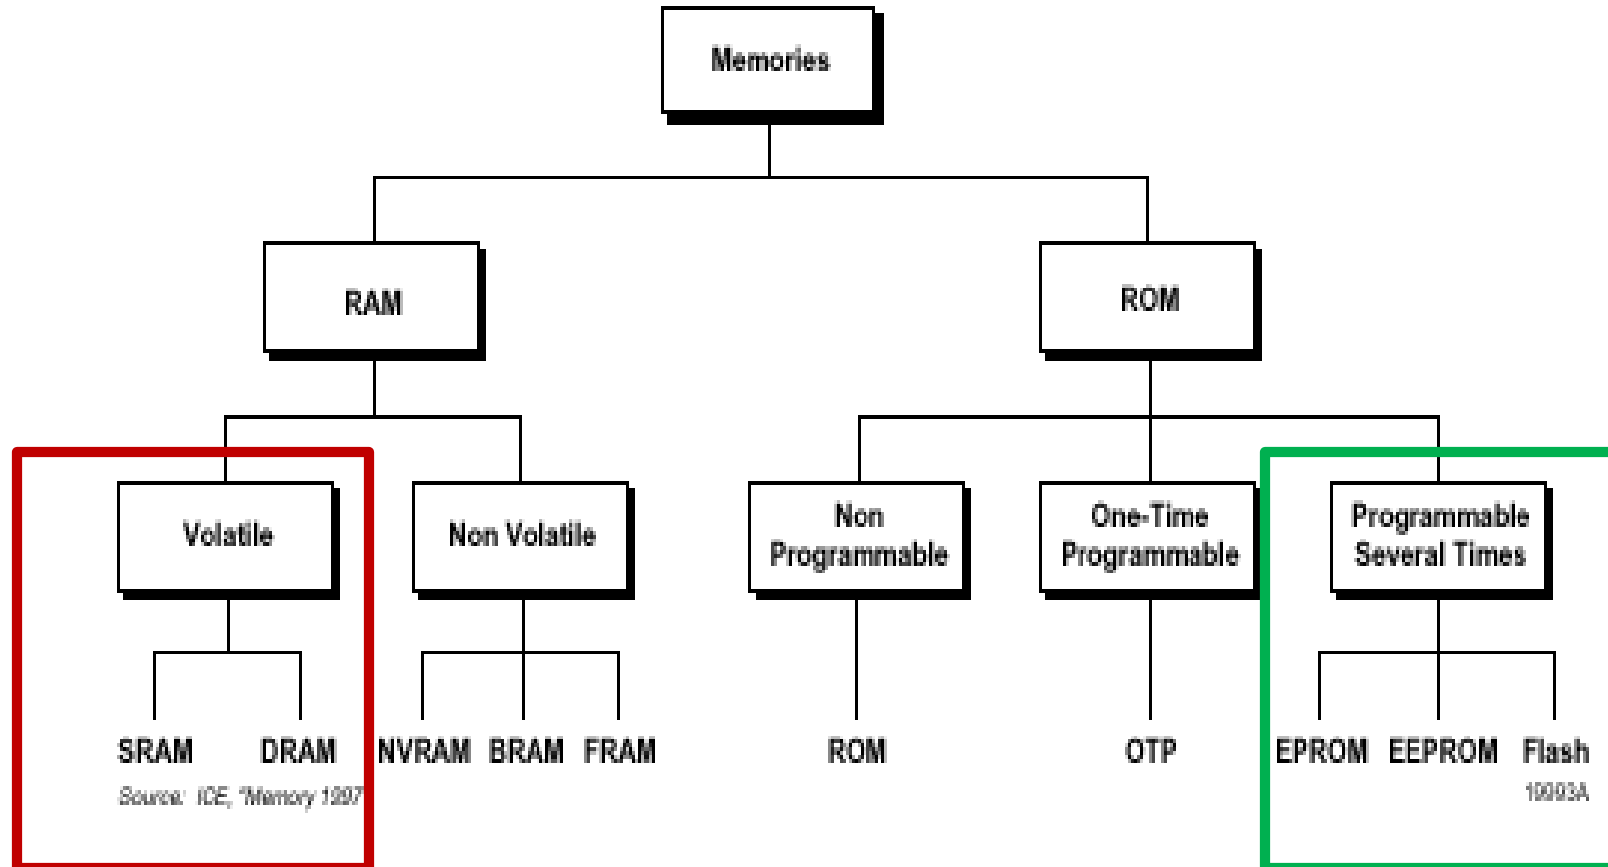 Memories
RAM
ROM
Volatile
Non Volatile
Non
Programmable
One-Time
Programmable
Programmable
Several Times
SRAM
DRAM
NVRAM
BRAM
FRAM
ROM
OTP
EPROM
EEPROM
Flash
Source: ICE, "Memory 1997
19993A